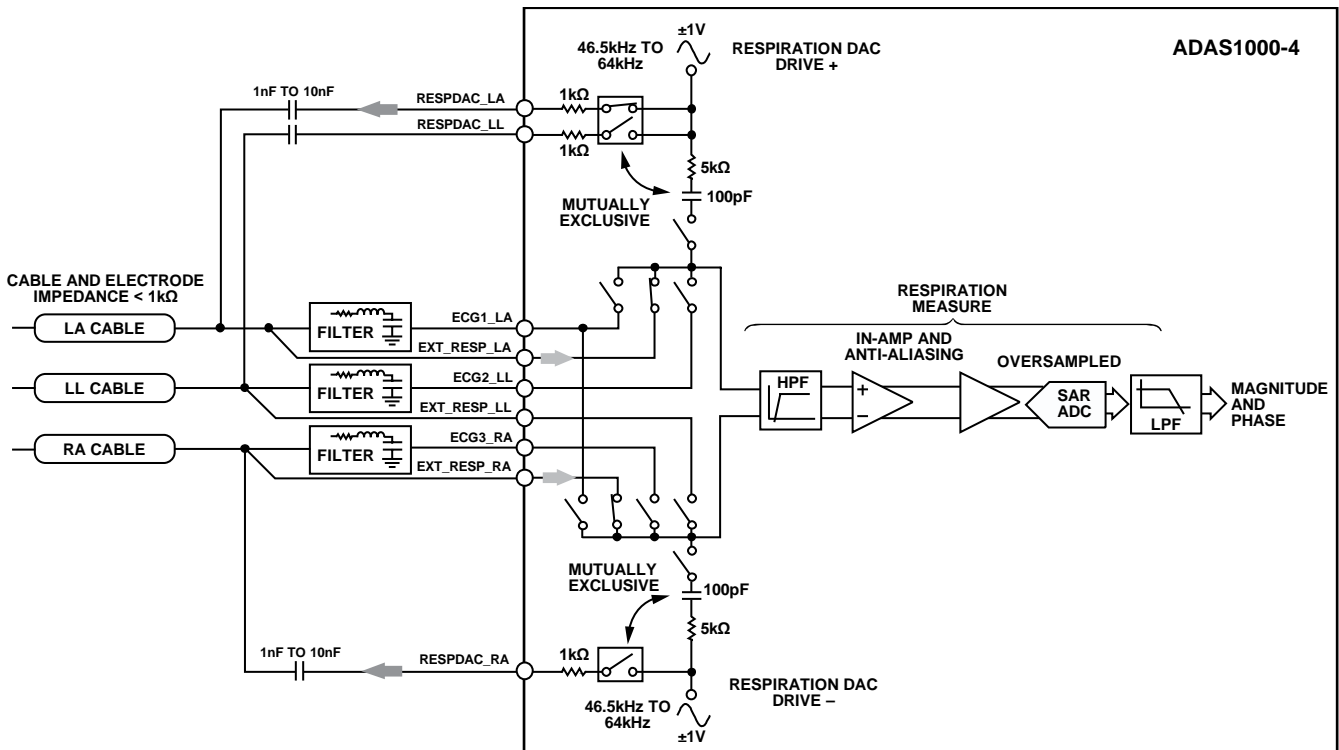 ±1V
46.5kHz TO
64kHz
RESPIRATION DAC
DRIVE +
ADAS1000-4
1nF TO 10nF
RESPDAC_LA
1kΩ
RESPDAC_LL
1kΩ
5kΩ
100pF
MUTUALLY
EXCLUSIVE
CABLE AND ELECTRODE
IMPEDANCE < 1kΩ
LA CABLE
FILTER
ECG1_LA
EXT_RESP_LA
LL CABLE
FILTER
ECG2_LL
EXT_RESP_LL
RA CABLE
FILTER
ECG3_RA
EXT_RESP_RA
RESPIRATION
MEASURE
IN-AMP AND
ANTI-ALIASING
OVERSAMPLED
HPF
+
–
SAR
ADC
LPF
MAGNITUDE
AND
PHASE
MUTUALLY
EXCLUSIVE
100pF
5kΩ
1nF TO 10nF
RESPDAC_RA
1kΩ
46.5kHz TO
64kHz
±1V
RESPIRATION DAC
DRIVE –